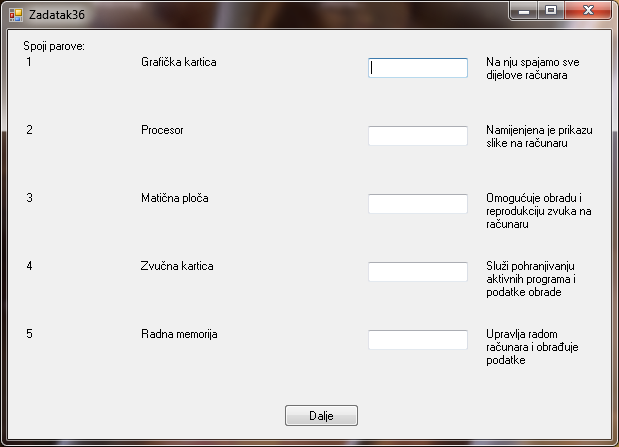 Zadatak36
Spoji parove:
1 Grafička kartica Na nju spajamo sve
dijelove računara
2 Procesor Namijenjena je prikazu
slike na računaru
3 Matična ploča Omogućuje obradu i
reprodukciju zvuka na
računaru
4 Zvučna kartica Služi pohranjivanju
aktivnih programa i
podatke obrade
5 Radna memorija Upravlja radom
računara i obrađuje
podatke
Dalje